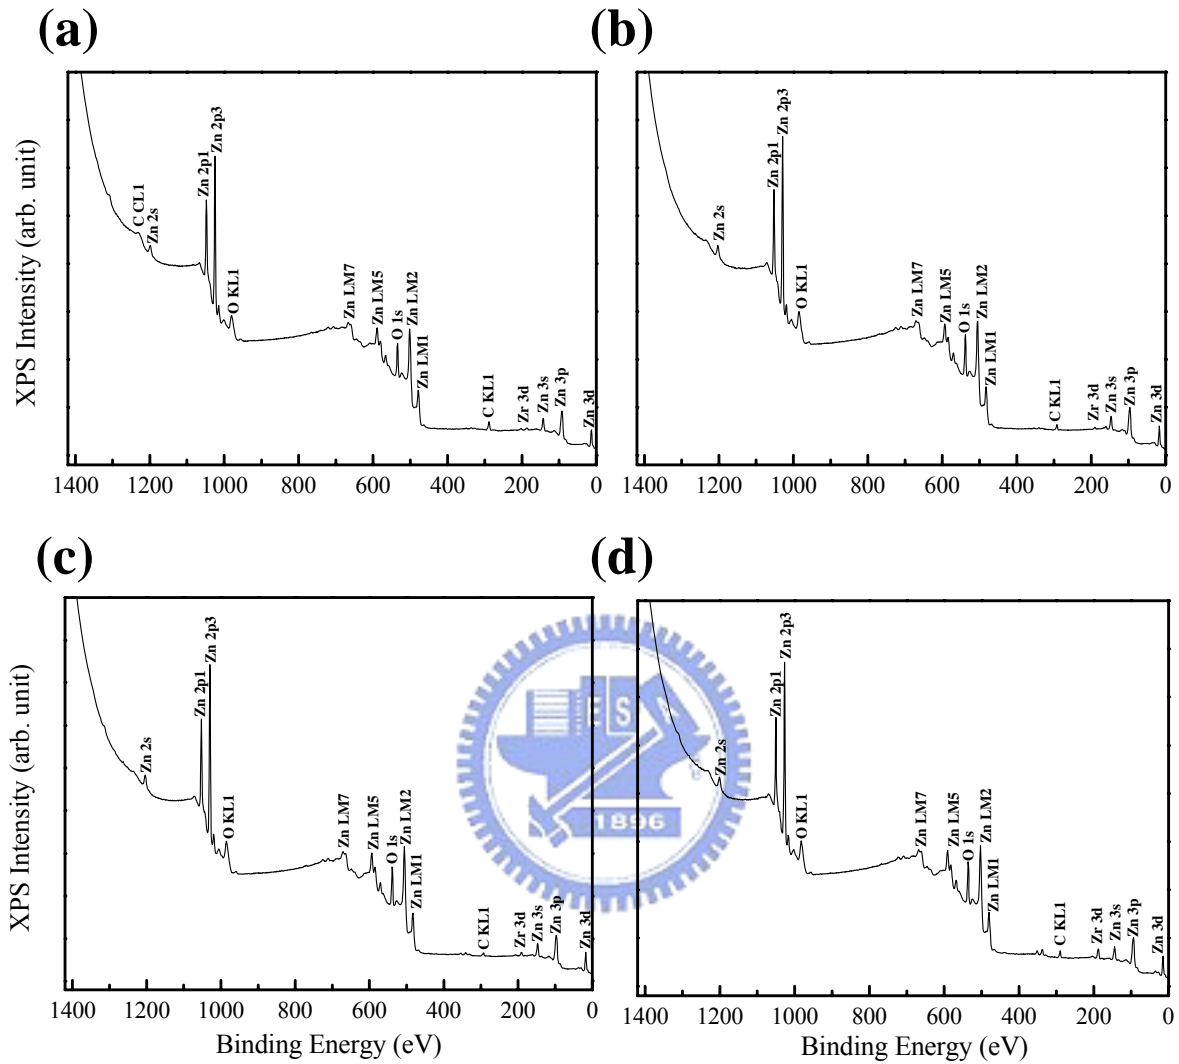 (a)
XPS Intensity (arb. unit)
C CL1
Zn 2s
Zn 2p1
Zn 2p3
O KL1
Zn LM7
Zn LM5
O 1s
Zn LM2
Zn LM1
C KL1
Zr 3d
Zn 3s
Zn 3p
Zn 3d
1400 1200 1000 800 600 400 200 0
(b)
Zn 2s
Zn 2p1
Zn 2p3
O KL1
Zn LM7
Zn LM5
O 1s
Zn LM2
Zn LM1
C KL1
Zr 3d
Zn 3s
Zn 3p
Zn 3d
1400 1200 1000 800 600 400 200 0
(c)
XPS Intensity (arb. unit)
Zn 2s
Zn 2p1
Zn 2p3
O KL1
Zn LM7
Zn LM5
O 1s
Zn LM2
Zn LM1
C KL1
Zr 3d
Zn 3s
Zn 3p
Zn 3d
1400 1200 1000 800 600 400 200 0
Binding Energy (eV)
(d)
Zn 2s
Zn 2p1
Zn 2p3
O KL1
Zn LM7
Zn LM5
O 1s
Zn LM2
Zn LM1
C KL1
Zr 3d
Zn 3s
Zn 3p
Zn 3d
1400 1200 1000 800 600 400 200 0
Binding Energy (eV)
E S
1896